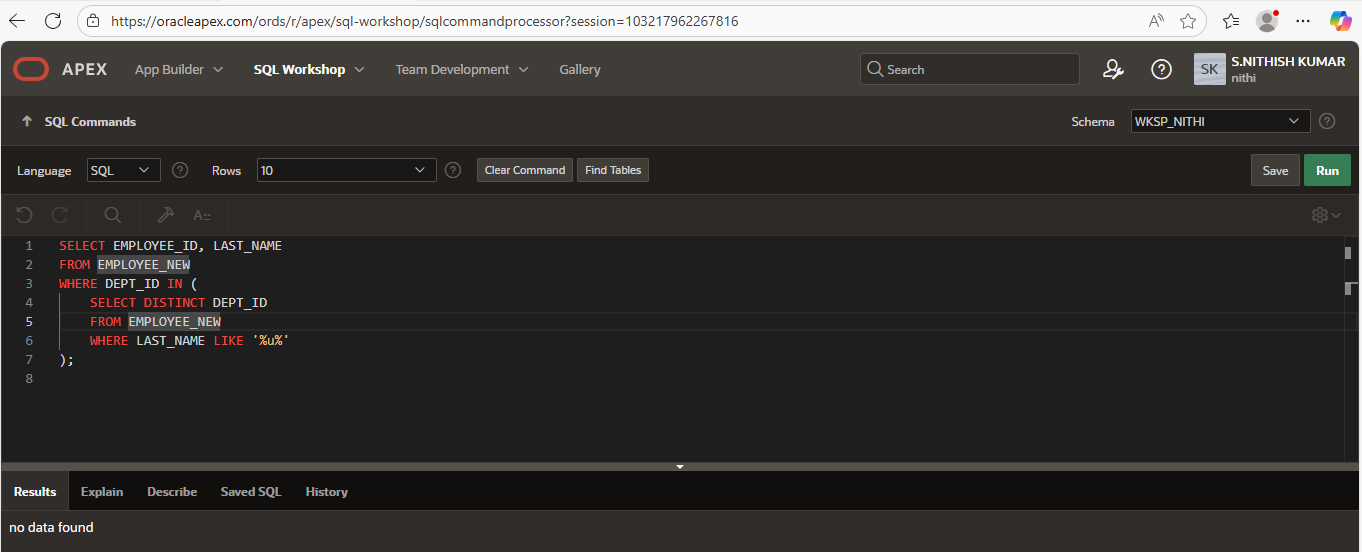 https://oracleapex.com/ords/r/apex/sql-workshop/sqlcommandprocessor?session=103217962267816
APEX App Builder SQL Workshop Team Development Gallery Search SK S.NITHISH KUMAR
nithi
SQL Commands Schema WKSP_NITHI
Language SQL Rows 10 Clear Command Find Tables Save Run
1 SELECT EMPLOYEE_ID, LAST_NAME
2 FROM EMPLOYEE_NEW
3 WHERE DEPT_ID IN (
4 SELECT DISTINCT DEPT_ID
5 FROM EMPLOYEE_NEW
6 WHERE LAST_NAME LIKE '%u%'
7 );
8
Results Explain Describe Saved SQL History
no data found